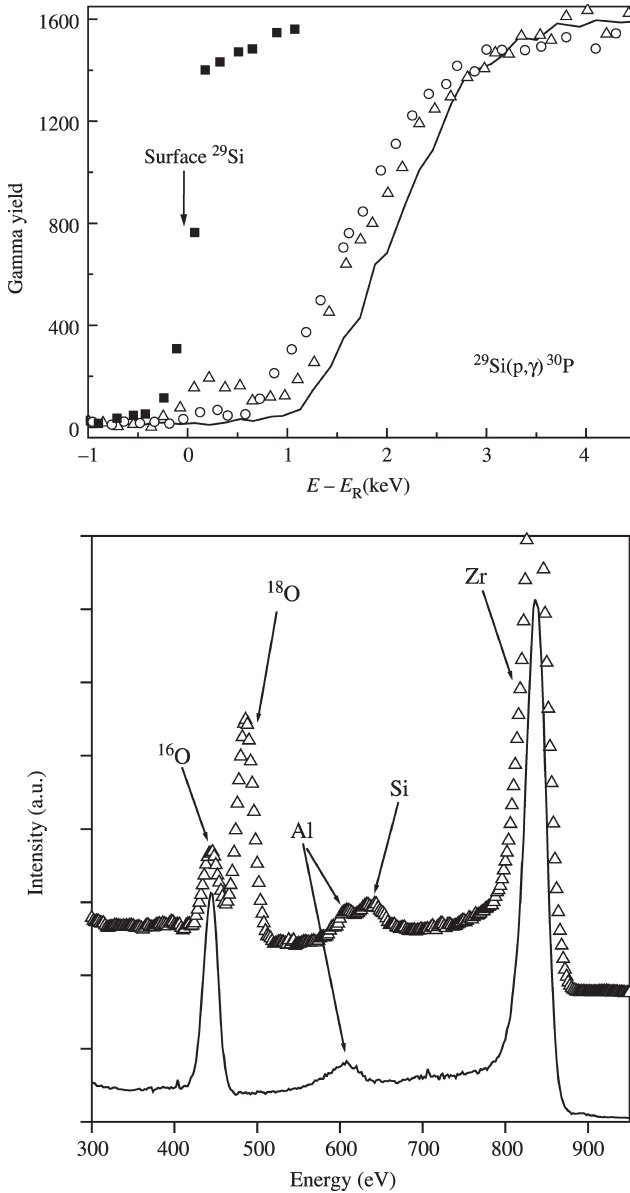 1600
1200
800
400
0
Gamma yield
Surface ²⁹Si
²⁹Si(p,γ)³⁰P
−1 0 1 2 3 4
E − E_R(keV)
Intensity (a.u.)
¹⁸O
Zr
¹⁶O
Si
Al
300 400 500 600 700 800 900
Energy (eV)